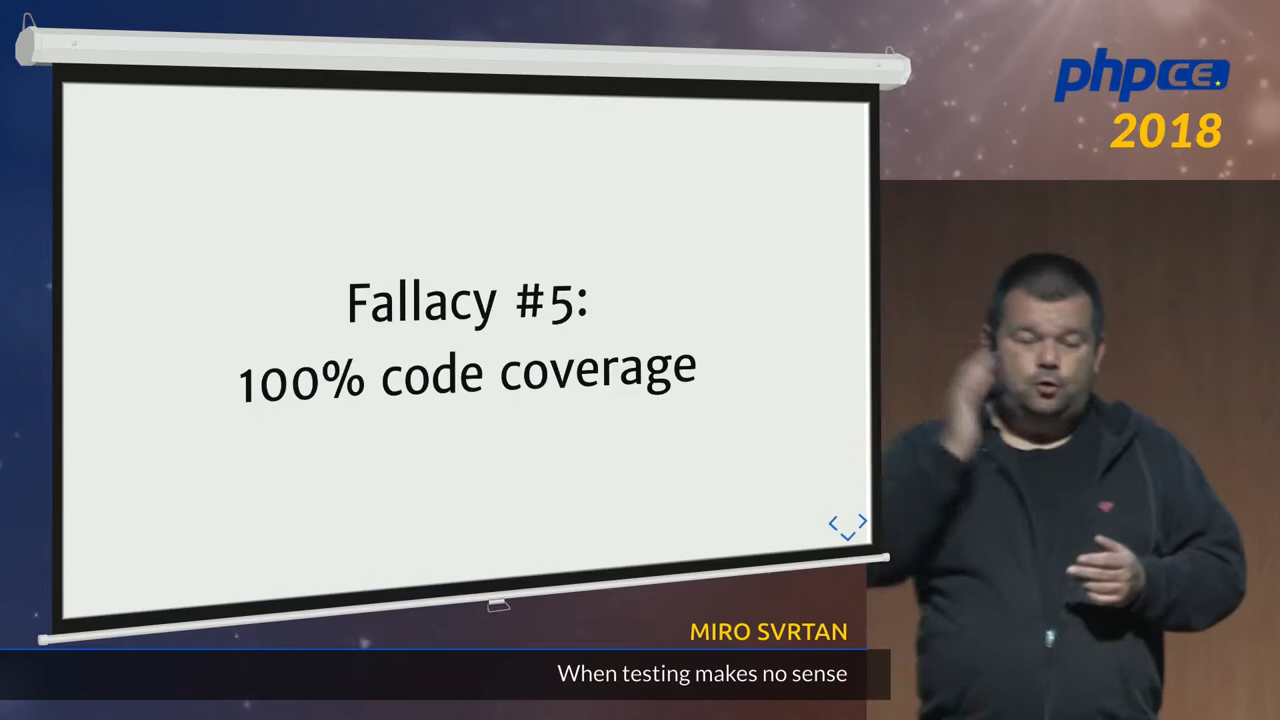 phpCE.
2018
Fallacy #5:
100% code coverage
MIRO SVRTAN
When testing makes no sense